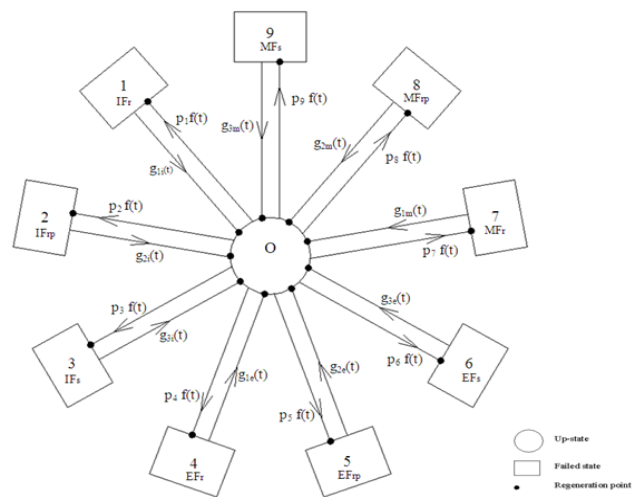 9
MFs
1
IFr
8
MFrp
p1f(t)
g3m(t)
p9 f(t)
g2m(t)
p8 f(t)
g1i(t)
2
IFrp
p2 f(t)
g2i(t)
O
g1m(t)
p7 f(t)
7
MFr
3
IFs
p3 f(t)
g3i(t)
g3e(t)
p6 f(t)
6
EFs
p4 f(t)
g1e(t)
g2e(t)
p5 f(t)
4
EFr
5
EFrp
Up-state
Failed state
Regeneration point